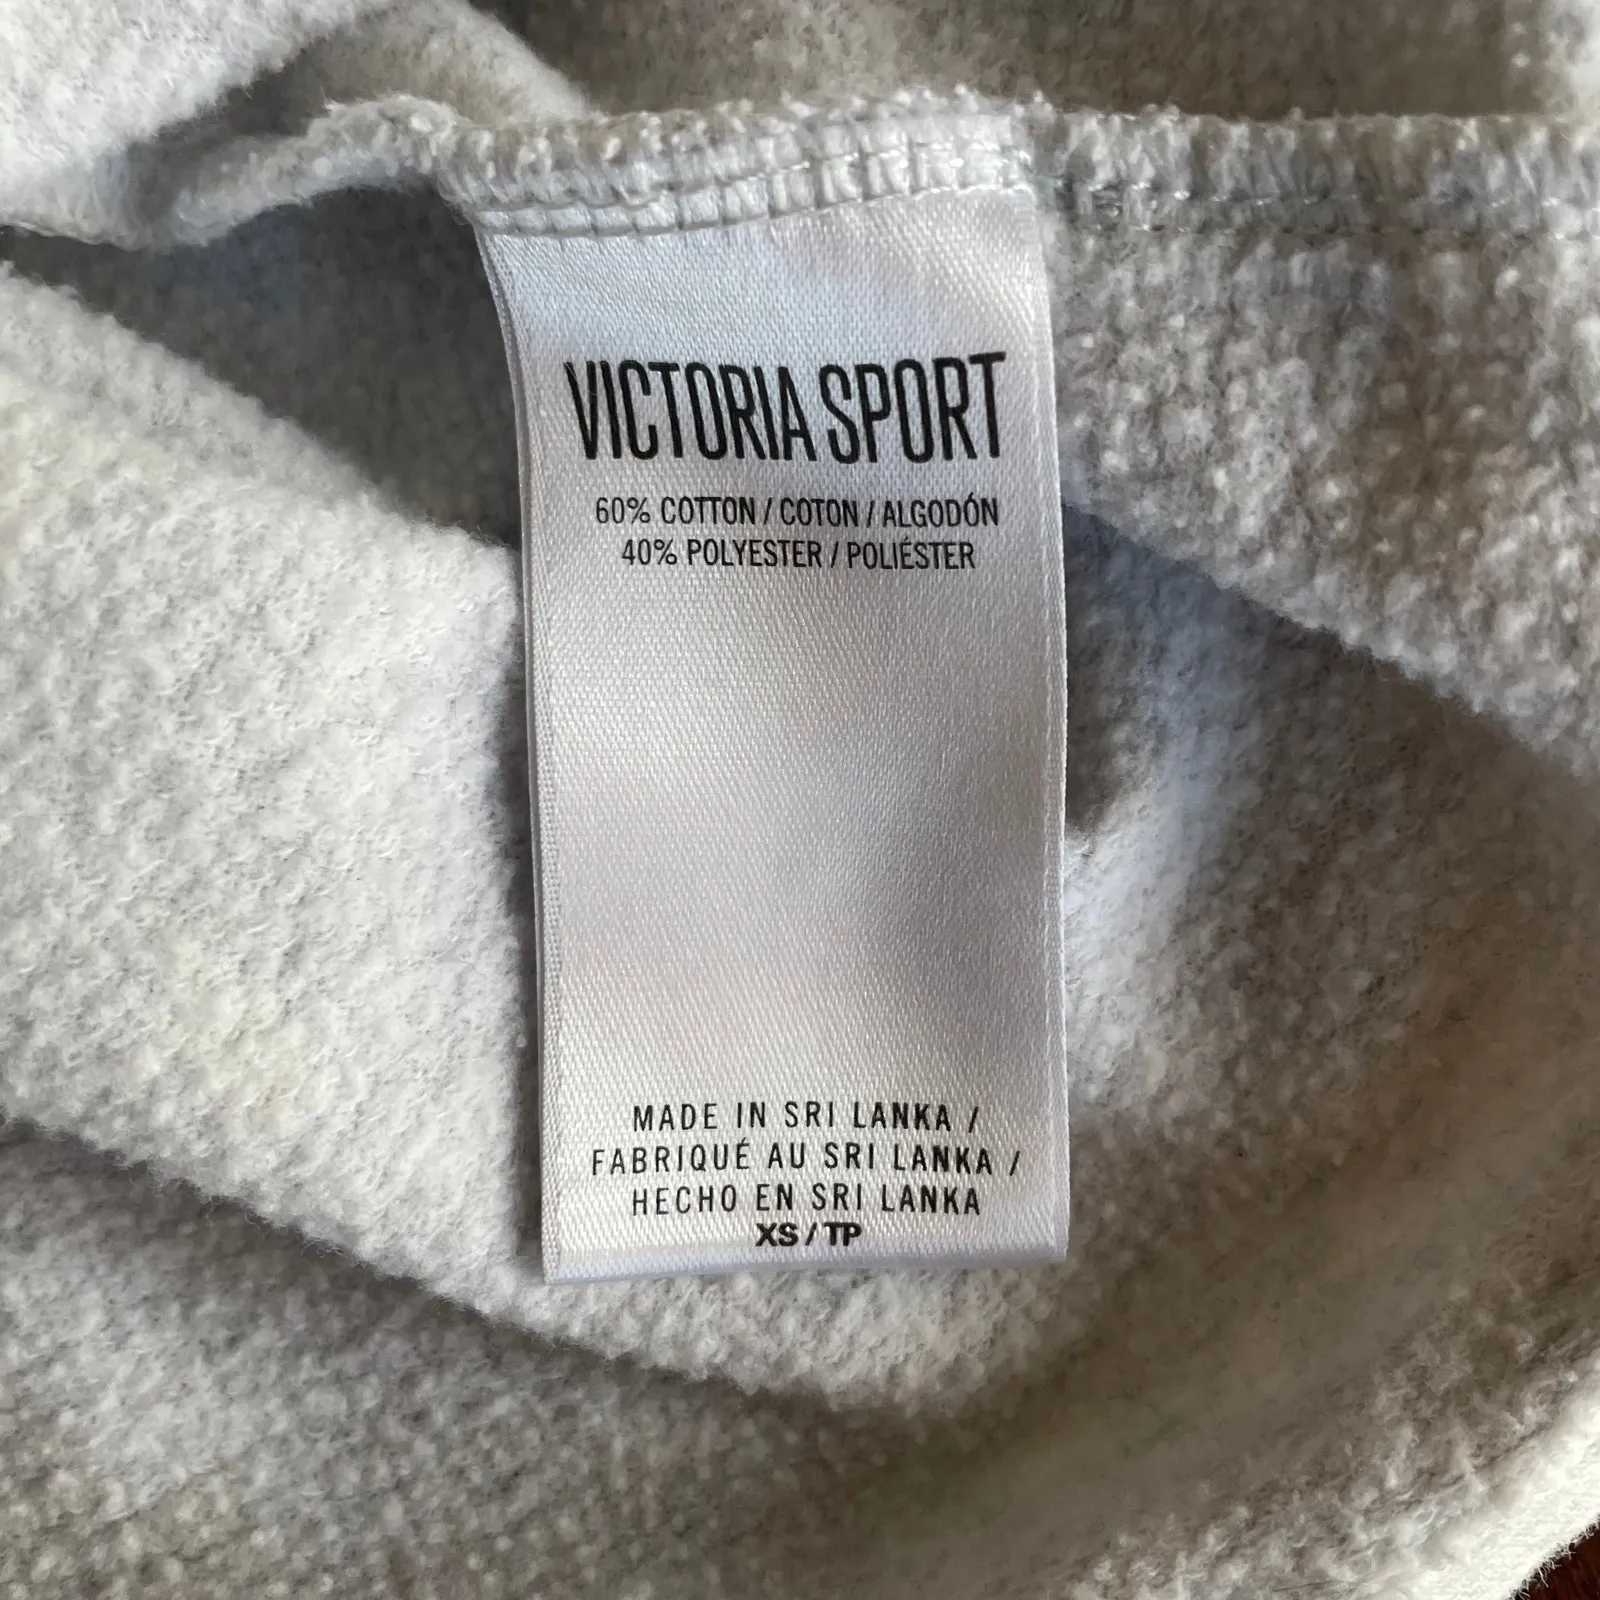 VICTORIA SPORT
60% COTTON / COTON / ALGODÓN
40% POLYESTER / POLIÉSTER
MADE IN SRI LANKA /
FABRIQUÉ AU SRI LANKA /
HECHO EN SRI LANKA
XS / TP